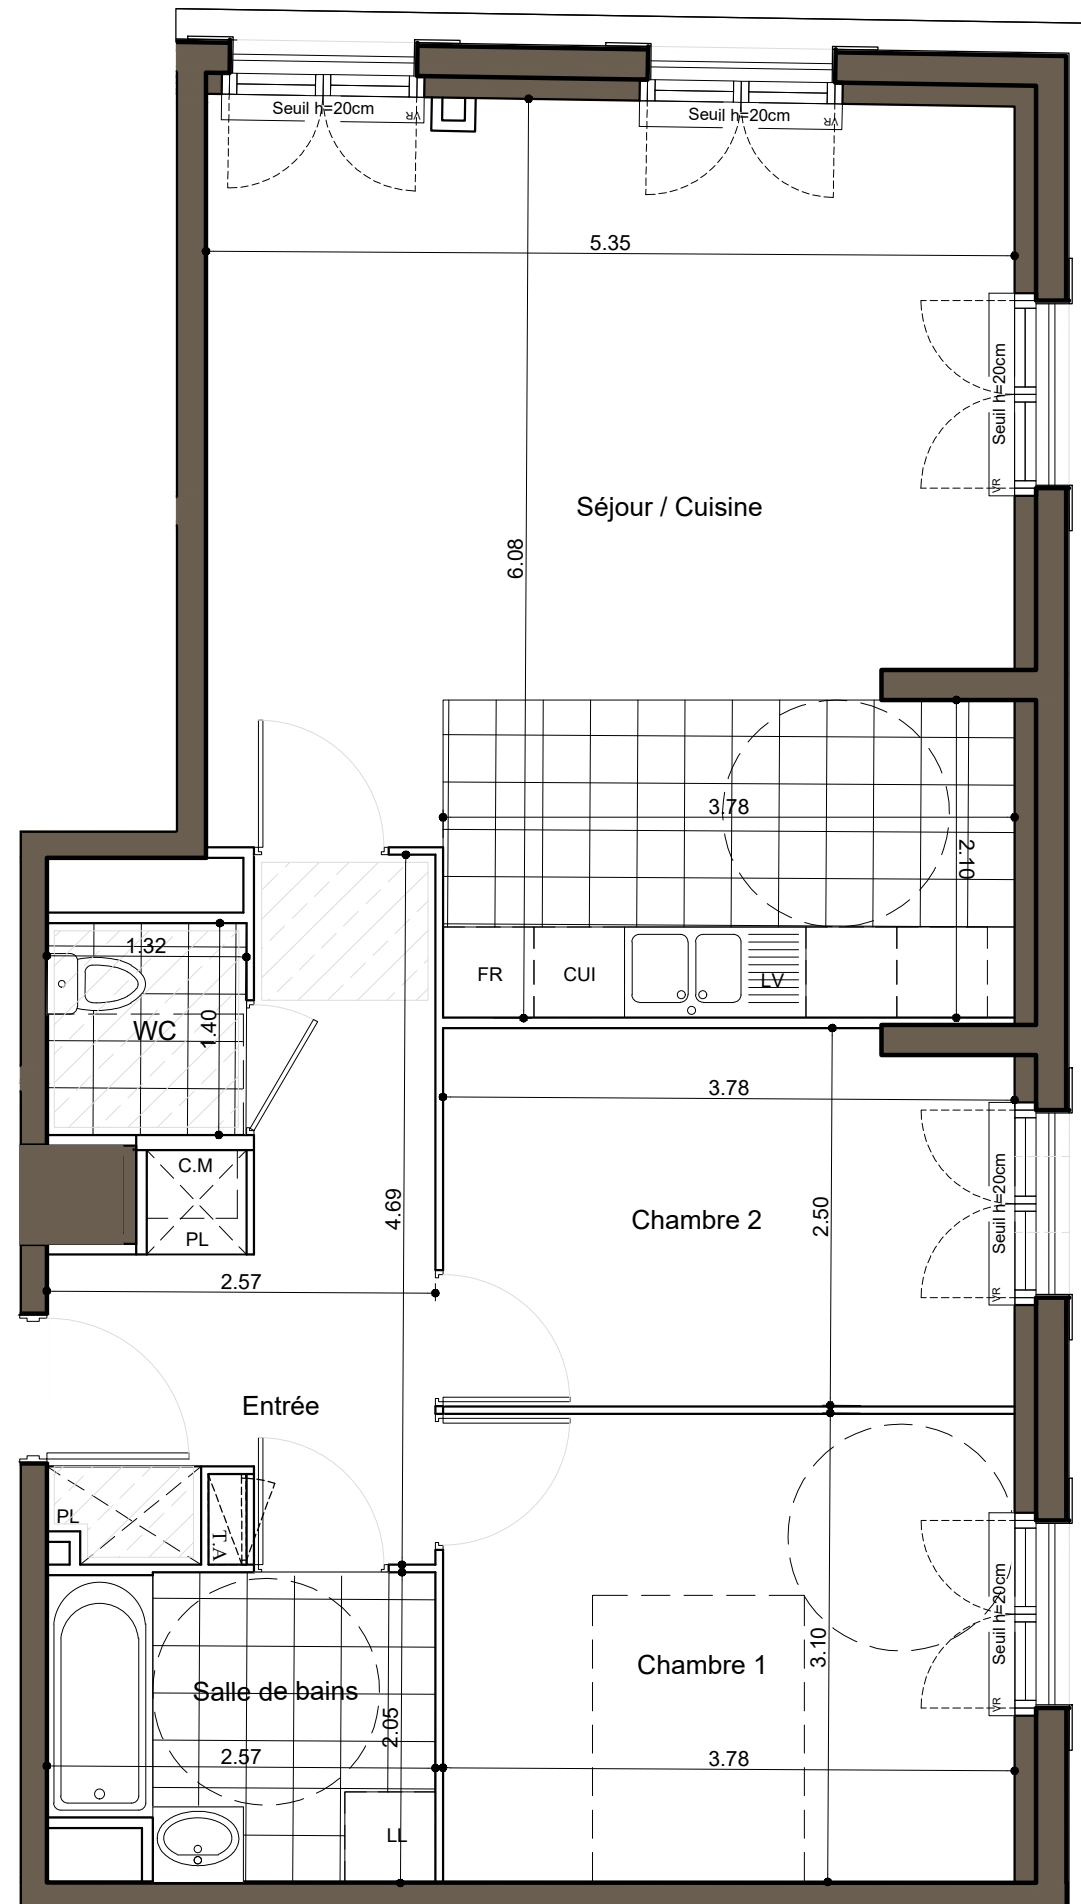 Seuil h=20cm
VR
Seuil h=20cm
VR
5.35
Seuil h=20cm
VR
Séjour / Cuisine
6.08
3.78
2.10
1.32
FR
CUI
LV
WC
1.40
3.78
C.M
PL
4.69
Chambre 2
2.50
Seuil h=20cm
VR
2.57
Entrée
PL
T.A
Seuil h=20cm
VR
Chambre 1
3.10
Salle de bains
2.05
2.57
3.78
LL